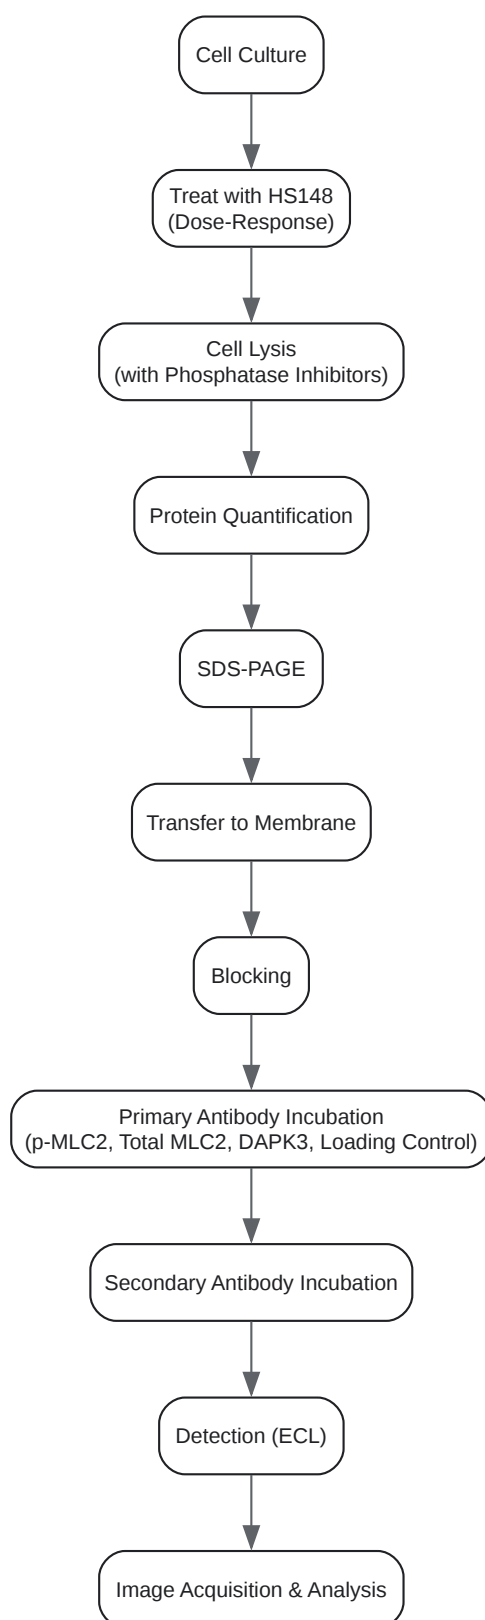 Cell Culture
Treat with HS148
(Dose-Response)
Cell Lysis
(with Phosphatase Inhibitors)
Protein Quantification
SDS-PAGE
Transfer to Membrane
Blocking
Primary Antibody Incubation
(p-MLC2, Total MLC2, DAPK3, Loading Control)
Secondary Antibody Incubation
Detection (ECL)
Image Acquisition & Analysis